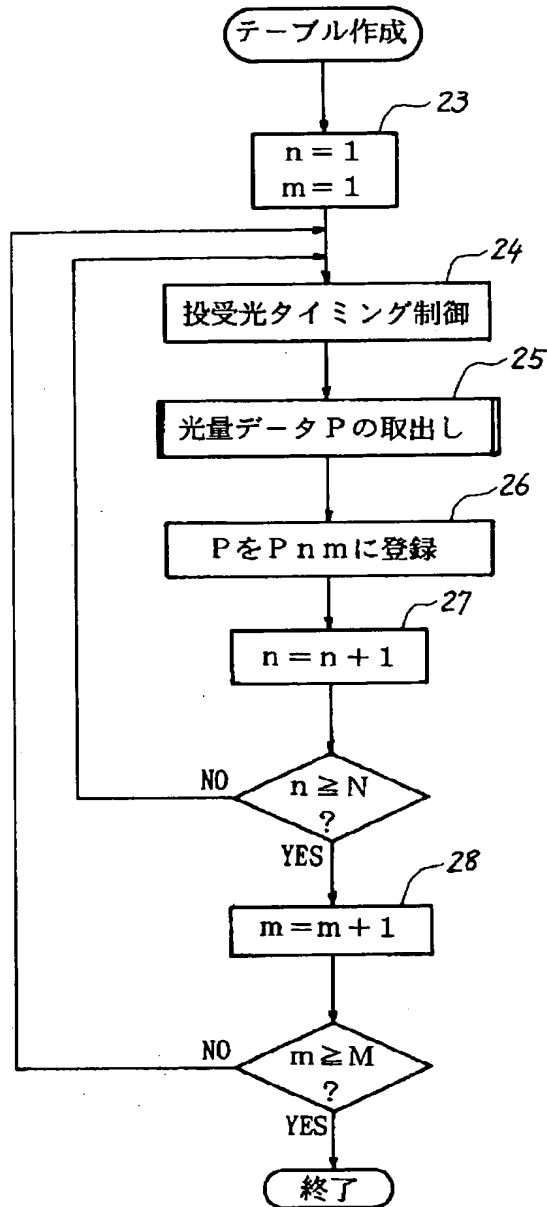 テーブル作成
23
n = 1
m = 1
24
投受光タイミング制御
25
光量データPの取出し
26
PをPnmに登録
27
n = n + 1
NO
n ≧ N
?
YES
28
m = m + 1
NO
m ≧ M
?
YES
終了